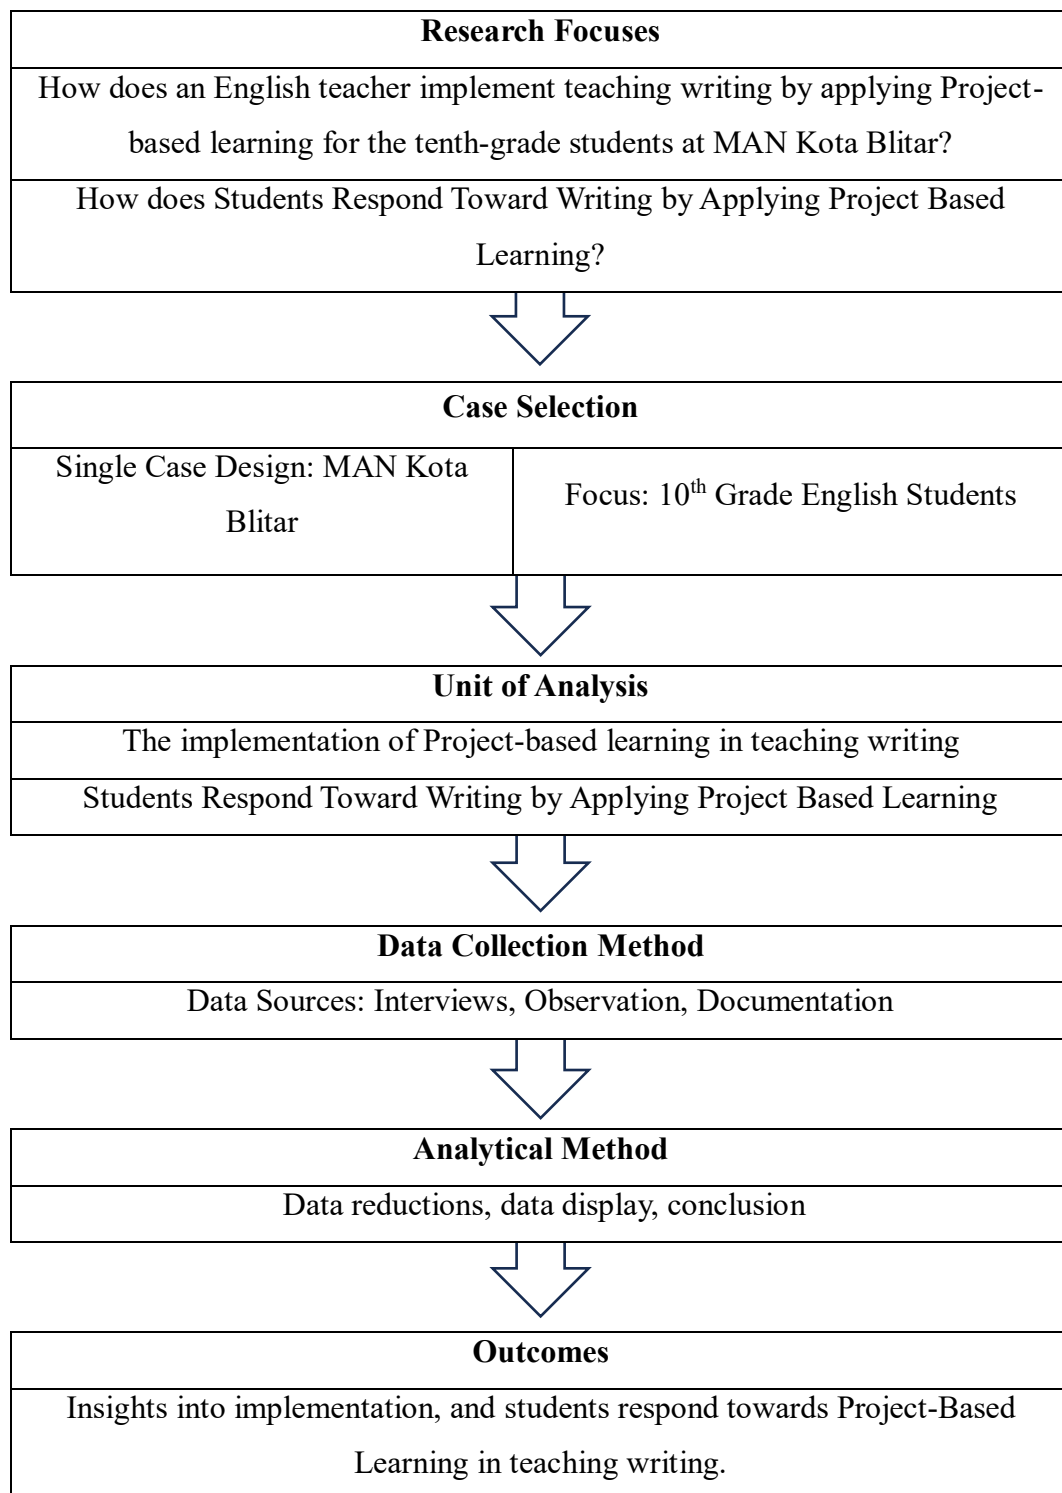 Research Focuses
How does an English teacher implement teaching writing by applying Project-
based learning for the tenth-grade students at MAN Kota Blitar?
How does Students Respond Toward Writing by Applying Project Based
Learning?
Case Selection
Single Case Design: MAN Kota
Blitar
Focus: 10th Grade English Students
Unit of Analysis
The implementation of Project-based learning in teaching writing
Students Respond Toward Writing by Applying Project Based Learning
Data Collection Method
Data Sources: Interviews, Observation, Documentation
Analytical Method
Data reductions, data display, conclusion
Outcomes
Insights into implementation, and students respond towards Project-Based
Learning in teaching writing.